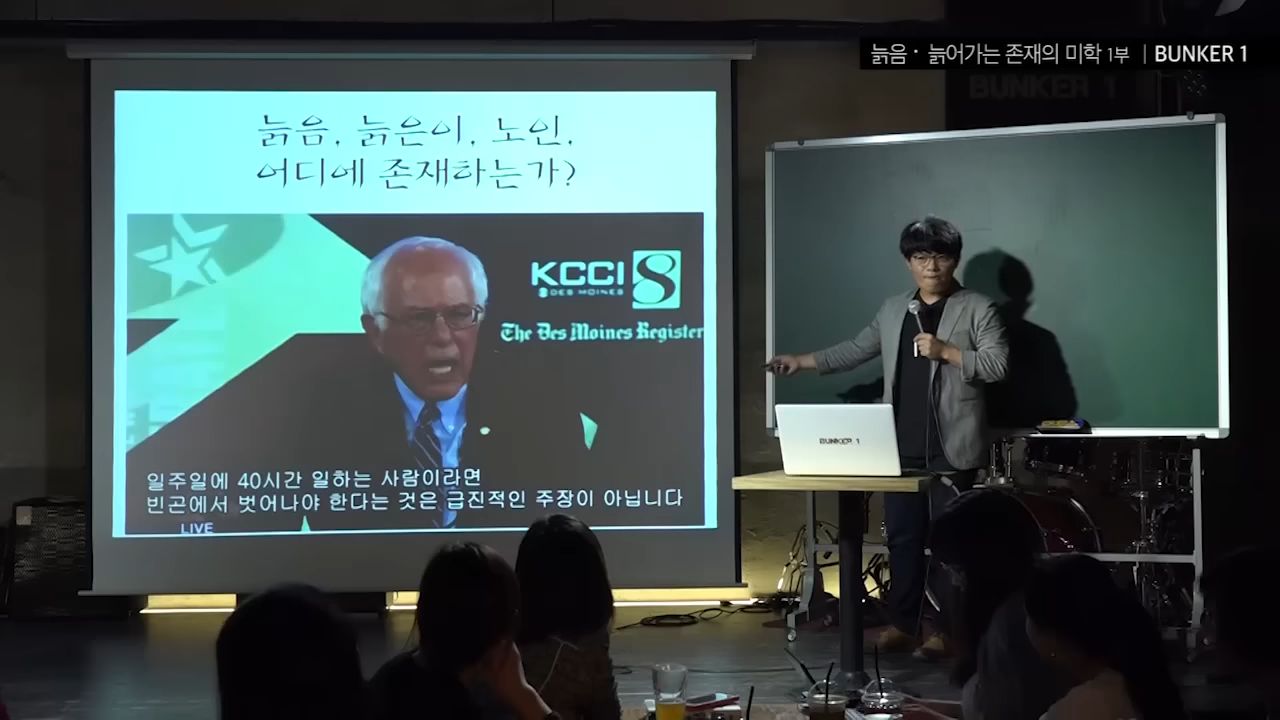 늙음 · 늙어가는 존재의 미학 1부 | BUNKER 1
BUNKER 1
늙음, 늙은이, 노인,
어디에 존재하는가?
KCCI 8
8 DES MOINES
The Des Moines Register
일주일에 40시간 일하는 사람이라면
빈곤에서 벗어나야 한다는 것은 급진적인 주장이 아닙니다
LIVE
BUNKER 1